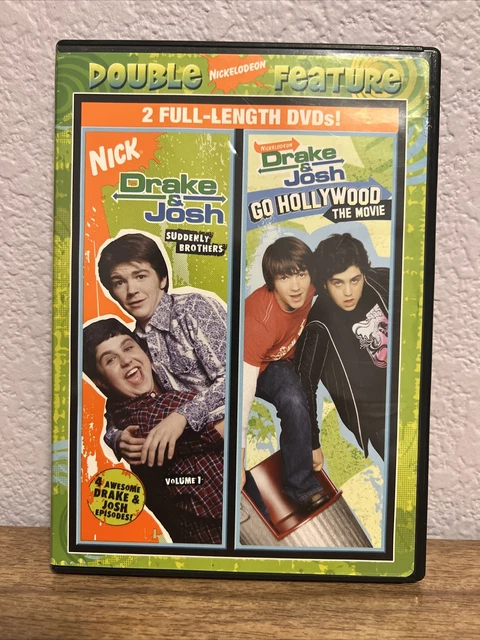 DOUBLE NICKELODEON FEATURE
2 FULL-LENGTH DVDs!
NICK
Drake
& Josh
SUDDENLY
BROTHERS
VOLUME 1
4 AWESOME
DRAKE &
JOSH
EPISODES!
NICKELODEON
Drake
& Josh
GO HOLLYWOOD
THE MOVIE